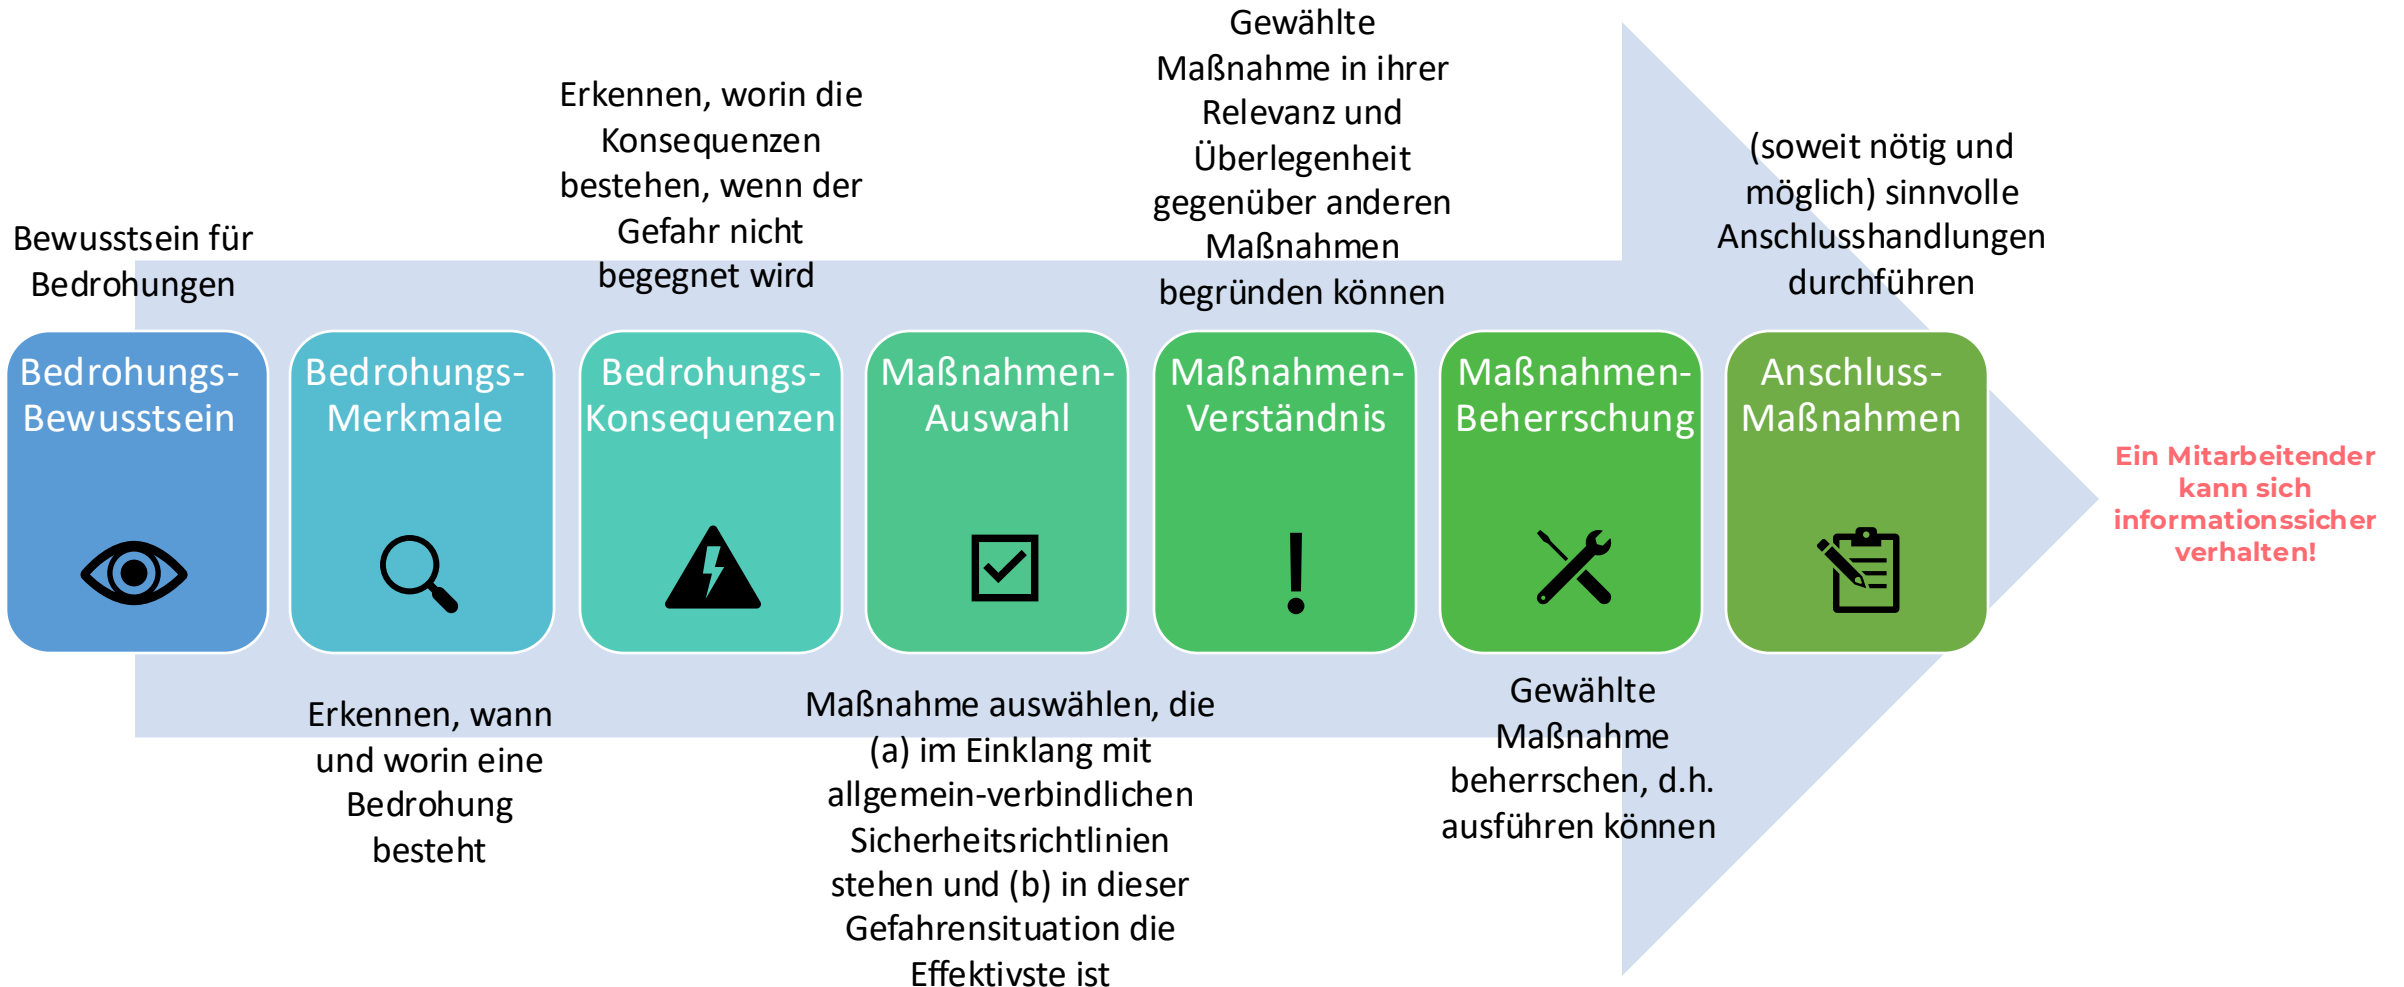 Bewusstsein für
Bedrohungen
Bedrohungs-
Bewusstsein
Bedrohungs-
Merkmale
Erkennen, wann
und worin eine
Bedrohung
besteht
Erkennen, worin die
Konsequenzen
bestehen, wenn der
Gefahr nicht
begegnet wird
Bedrohungs-
Konsequenzen
Maßnahmen-
Auswahl
Maßnahme auswählen, die
(a) im Einklang mit
allgemein-verbindlichen
Sicherheitsrichtlinien
stehen und (b) in dieser
Gefahrensituation die
Effektivste ist
Gewählte
Maßnahme in ihrer
Relevanz und
Überlegenheit
gegenüber anderen
Maßnahmen
begründen können
Maßnahmen-
Verständnis
Maßnahmen-
Beherrschung
Gewählte
Maßnahme
beherrschen, d.h.
ausführen können
(soweit nötig und
möglich) sinnvolle
Anschlusshandlungen
durchführen
Anschluss-
Maßnahmen
Ein Mitarbeitender
kann sich
informationssicher
verhalten!